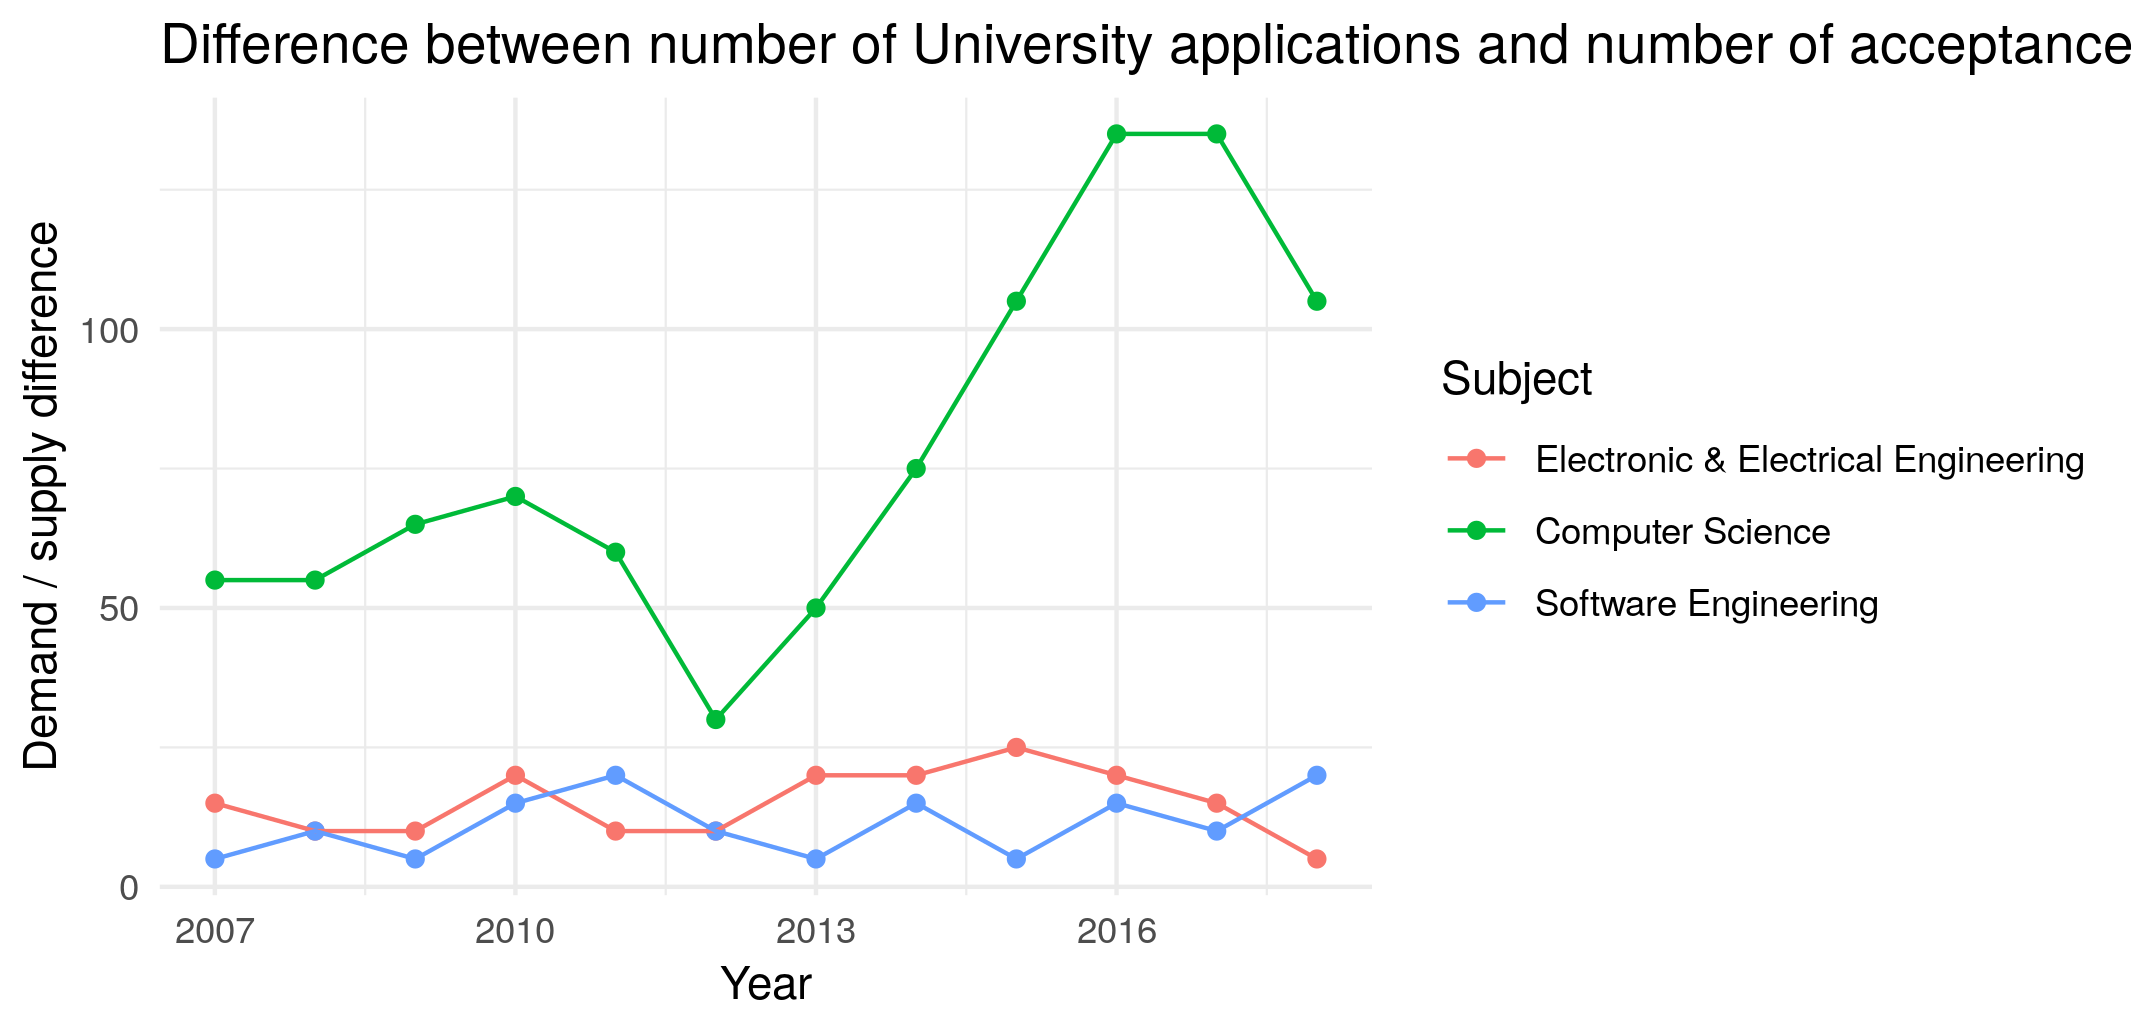 Difference between number of University applications and number of acceptance
Demand / supply difference
100
50
0
2007 2010 2013 2016
Year
Subject
Electronic & Electrical Engineering
Computer Science
Software Engineering